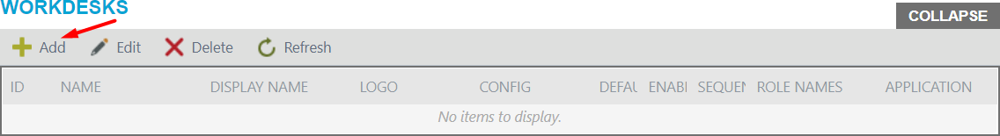 WORKDESKS
COLLAPSE
Add Edit Delete Refresh
ID NAME DISPLAY NAME LOGO CONFIG DEFAU ENABI SEQUEN ROLE NAMES APPLICATION
No items to display.